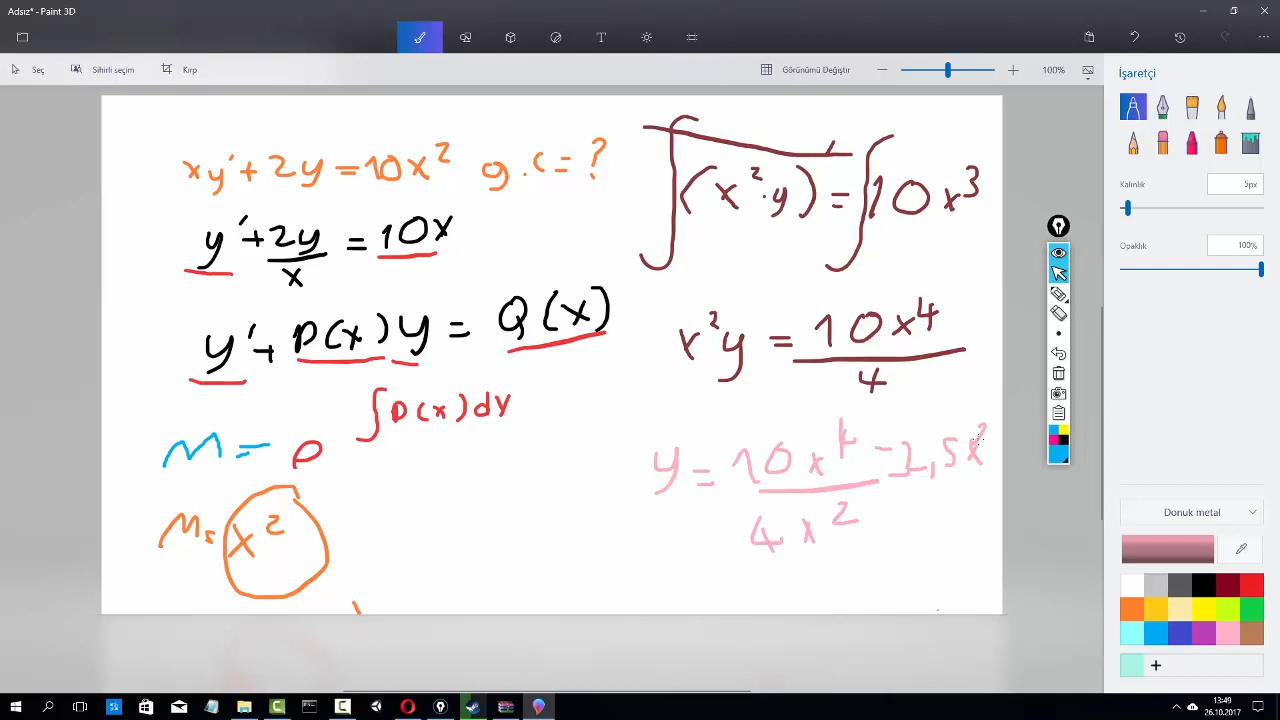 Adsız* - Paint 3D
Seç
Sihirli seçim
Kırp
Görünümü Değiştir
100%
xy' + 2y = 10x² g.ç = ?
y' + 2y/x = 10x
y' + P(x) y = Q(x)
∫P(x)dx
M = e
M = x²
∫(x²·y)' = ∫10x³
x²y = 10x⁴/4
y = 10x⁴/4x² = 2,5x²
İşaretçi
Kalınlık
5px
Opaklık
100%
Donuk metal
13:49
26.10.2017